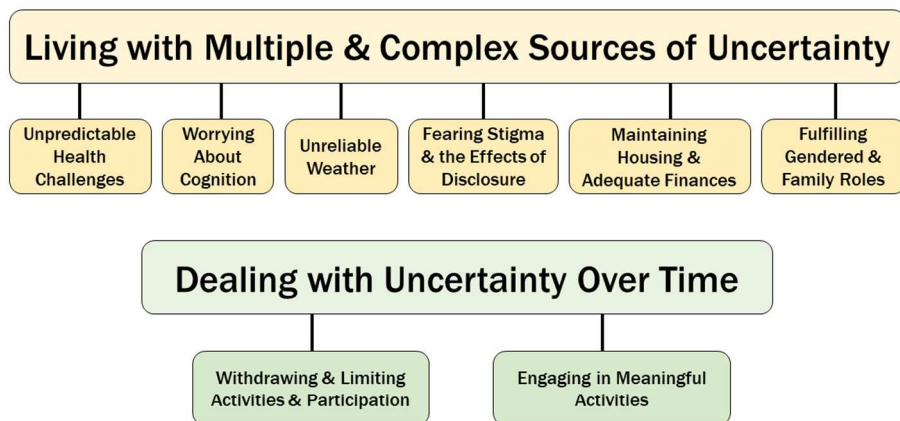 Living with Multiple & Complex Sources of Uncertainty
Unpredictable
Health
Challenges
Worrying
About
Cognition
Unreliable
Weather
Fearing Stigma
& the Effects of
Disclosure
Maintaining
Housing &
Adequate Finances
Fulfilling
Gendered &
Family Roles
Dealing with Uncertainty Over Time
Withdrawing & Limiting
Activities & Participation
Engaging in Meaningful
Activities